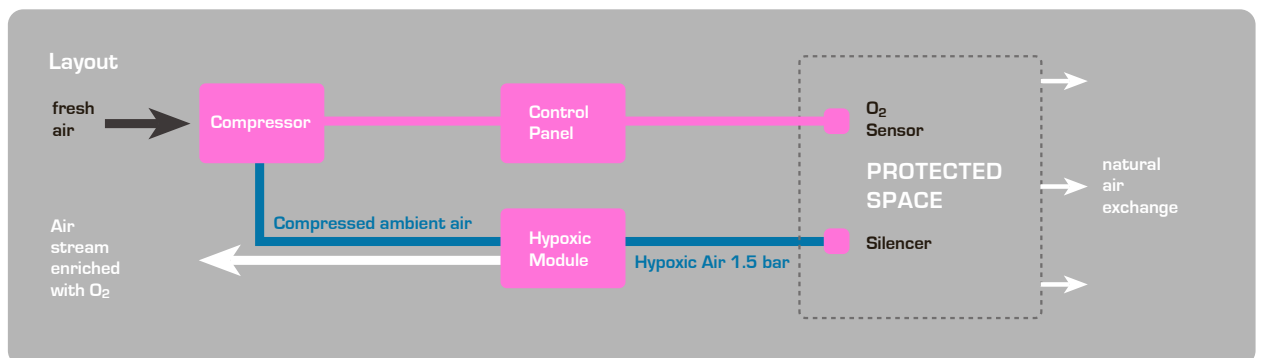 Layout
fresh
air
Compressor
Control
Panel
O₂
Sensor
PROTECTED
SPACE
natural
air
exchange
Air
stream
enriched
with O₂
Compressed ambient air
Hypoxic
Module
Hypoxic Air 1.5 bar
Silencer